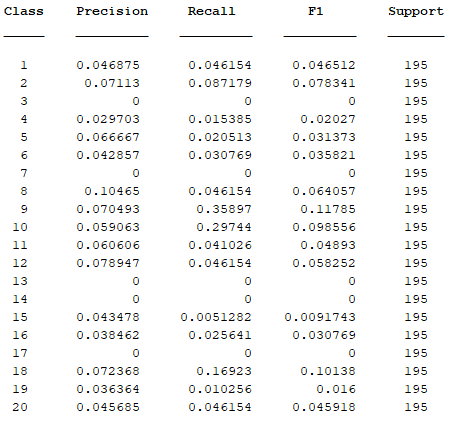 Class Precision Recall F1 Support
1 0.046875 0.046154 0.046512 195
2 0.07113 0.087179 0.078341 195
3 0 0 0 195
4 0.029703 0.015385 0.02027 195
5 0.066667 0.020513 0.031373 195
6 0.042857 0.030769 0.035821 195
7 0 0 0 195
8 0.10465 0.046154 0.064057 195
9 0.070493 0.35897 0.11785 195
10 0.059063 0.29744 0.098556 195
11 0.060606 0.041026 0.04893 195
12 0.078947 0.046154 0.058252 195
13 0 0 0 195
14 0 0 0 195
15 0.043478 0.0051282 0.0091743 195
16 0.038462 0.025641 0.030769 195
17 0 0 0 195
18 0.072368 0.16923 0.10138 195
19 0.036364 0.010256 0.016 195
20 0.045685 0.046154 0.045918 195